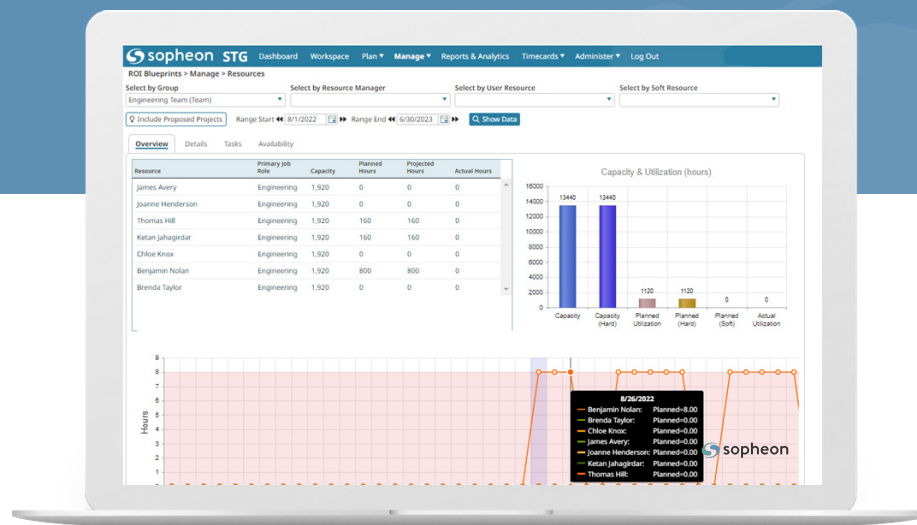 sopheon STG Dashboard Workspace Plan Manage Reports & Analytics Timecards Administer Log Out
ROI Blueprints > Manage > Resources
Select by Group Select by Resource Manager Select by User Resource Select by Soft Resource
Engineering Team (Team)
Include Proposed Projects Range Start 8/1/2022 Range End 6/30/2023 Show Data
Overview Details Tasks Availability
Resource Primary Job Role Capacity Planned Hours Projected Hours Actual Hours
James Avery Engineering 1,920 0 0 0
Joanne Henderson Engineering 1,920 0 0 0
Thomas Hill Engineering 1,920 160 160 0
Ketan Jahagirdar Engineering 1,920 160 160 0
Chloe Knox Engineering 1,920 0 0 0
Benjamin Nolan Engineering 1,920 800 800 0
Brenda Taylor Engineering 1,920 0 0 0
Capacity & Utilization (hours)
16000
14000
12000
10000
8000
6000
4000
2000
0
13440 13440 1120 1120 0 0
Capacity Capacity (Hard) Planned Utilization Planned (Hard) Planned (Soft) Actual Utilization
Hours
9
8
7
6
5
4
3
2
1
8/26/2022
Benjamin Nolan: Planned=8.00
Brenda Taylor: Planned=0.00
Chloe Knox: Planned=0.00
James Avery: Planned=0.00
Joanne Henderson: Planned=0.00
Ketan Jahagirdar: Planned=0.00
Thomas Hill: Planned=0.00
sopheon